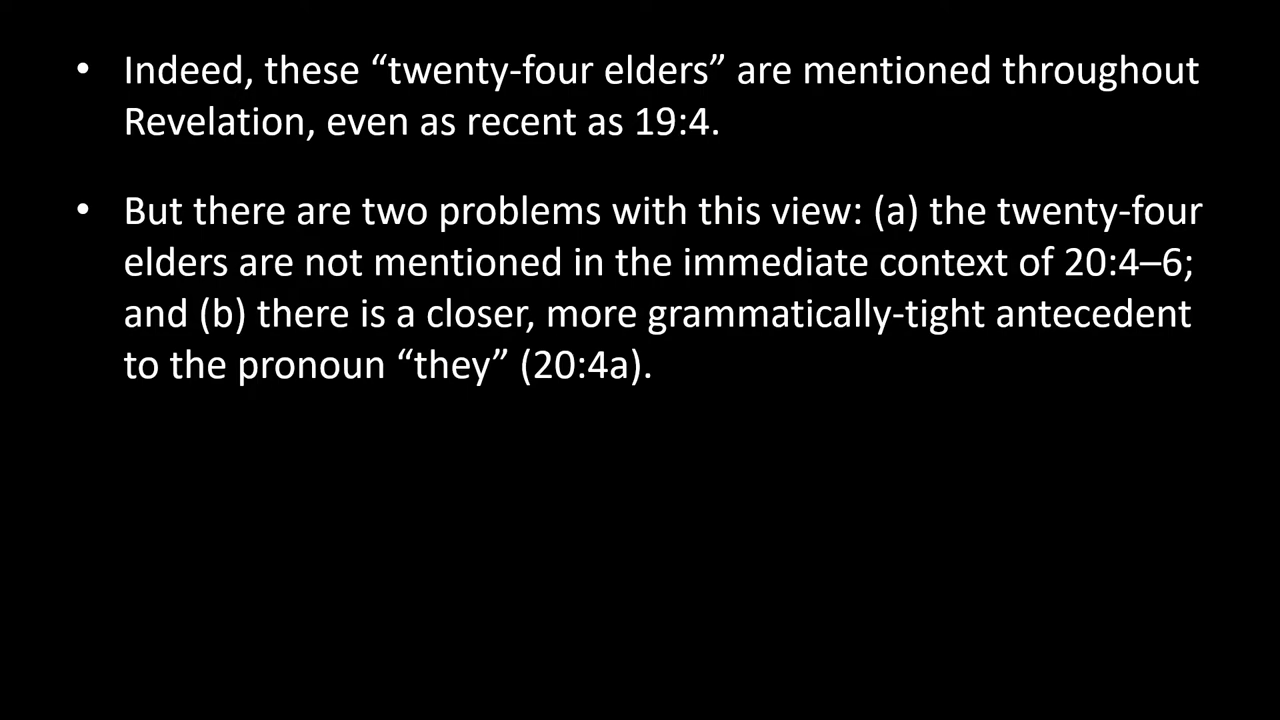 • Indeed, these “twenty-four elders” are mentioned throughout
Revelation, even as recent as 19:4.
• But there are two problems with this view: (a) the twenty-four
elders are not mentioned in the immediate context of 20:4–6;
and (b) there is a closer, more grammatically-tight antecedent
to the pronoun “they” (20:4a).